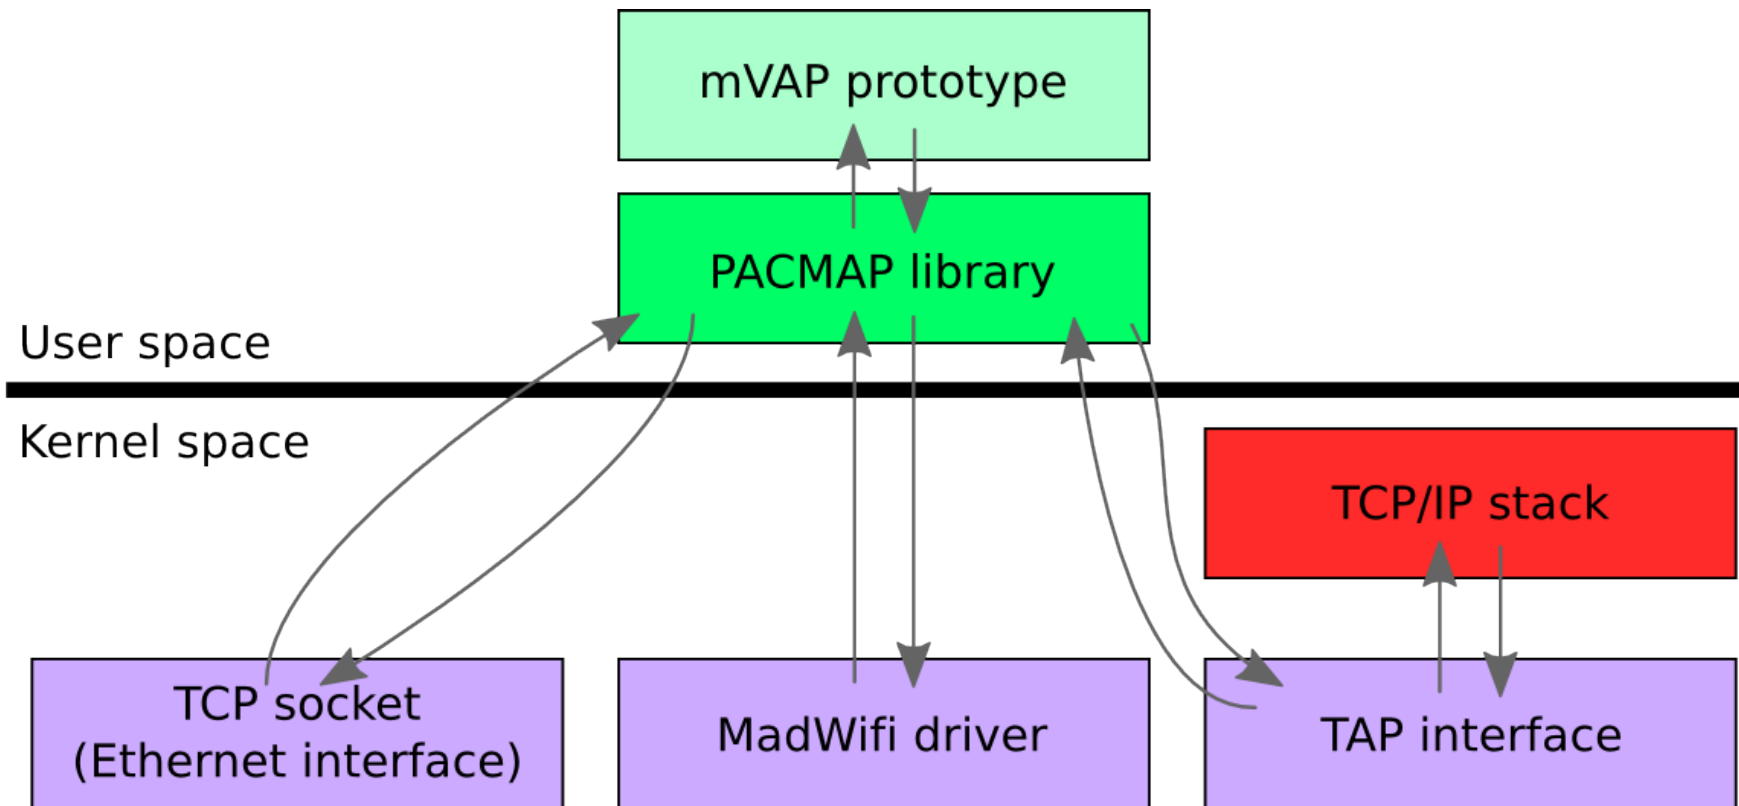 mVAP prototype
PACMAP library
User space
Kernel space
TCP/IP stack
TCP socket
(Ethernet interface)
MadWifi driver
TAP interface